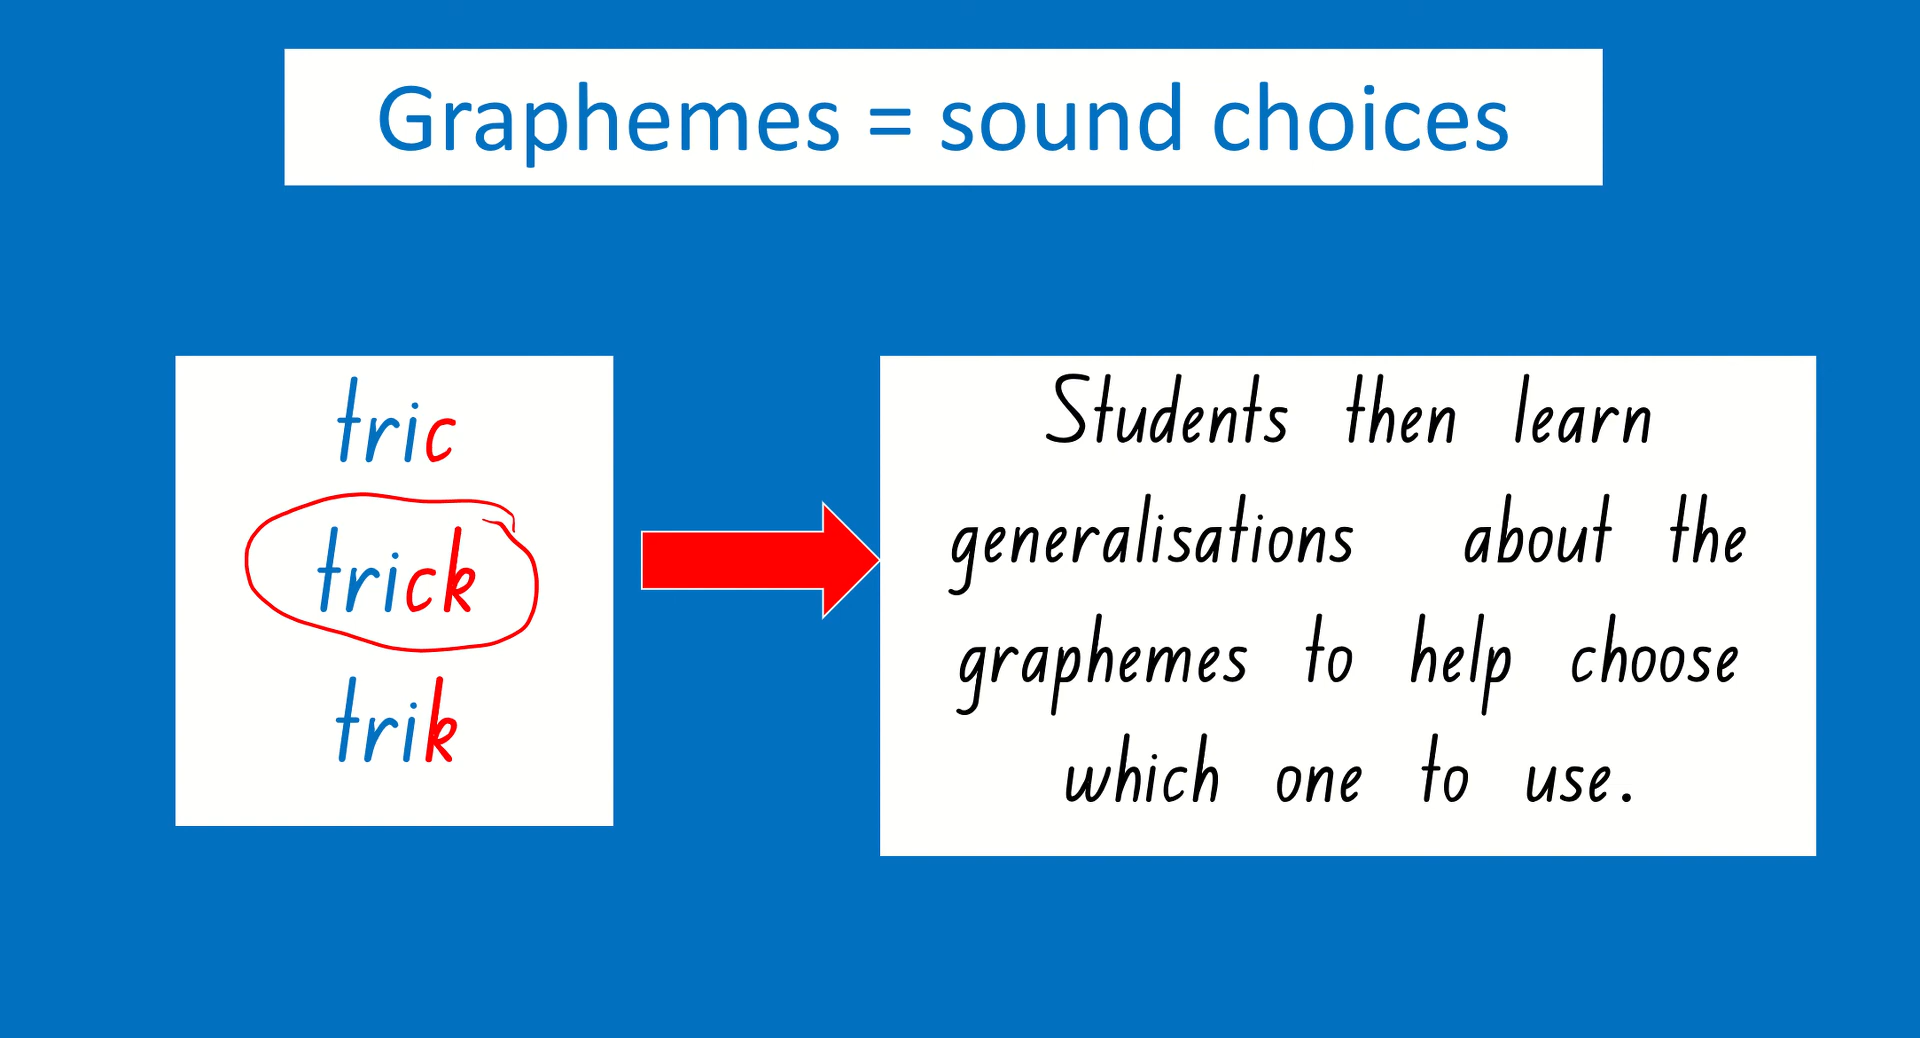 Graphemes = sound choices
tric
trick
trik
Students then learn
generalisations about the
graphemes to help choose
which one to use.